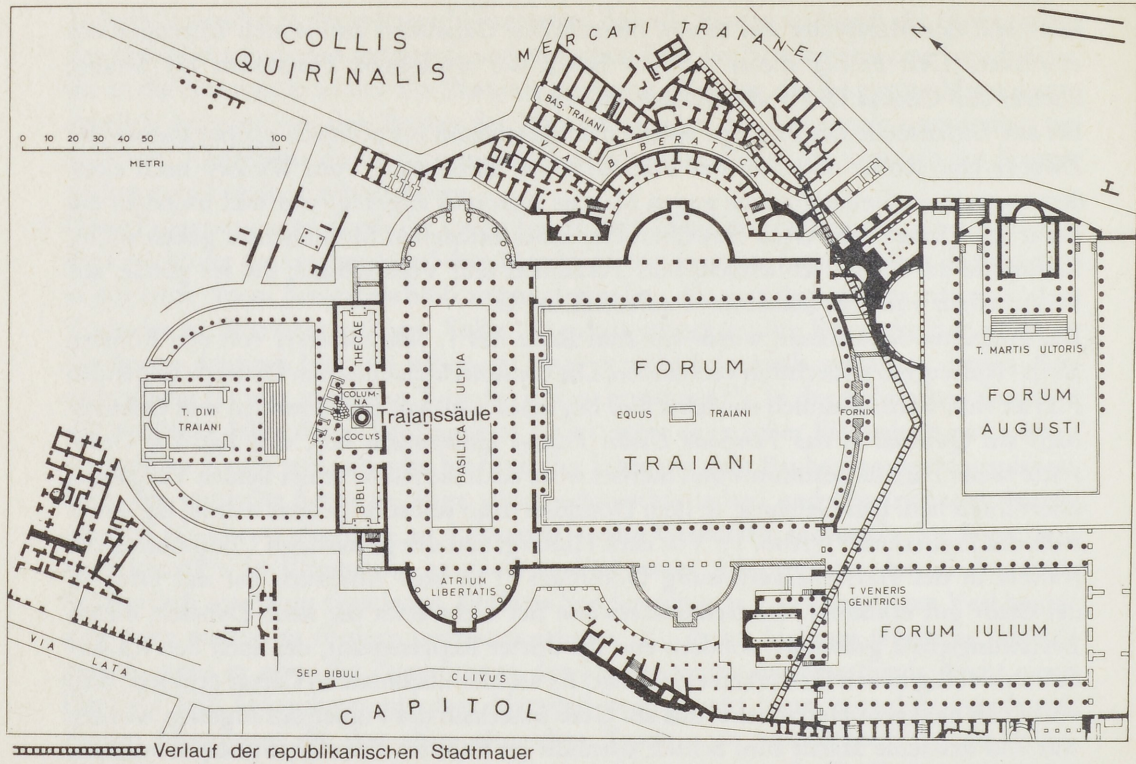 COLLIS
QUIRINALIS
MERCATI TRAIANEI
N
BAS. TRAIANI
VIA BIBERATICA
0 10 20 30 40 50 100
METRI
THECAE
COLUM-
NA
Traianssäule
COCLYS
BIBLIO
T. DIVI
TRAIANI
BASILICA ULPIA
ATRIUM
LIBERTATIS
FORUM
EQUUS TRAIANI
TRAIANI
FORNIX
T. MARTIS ULTORIS
FORUM
AUGUSTI
T VENERIS
GENITRICIS
FORUM IULIUM
VIA LATA
SEP BIBULI
CLIVUS
CAPITOL
Verlauf der republikanischen Stadtmauer